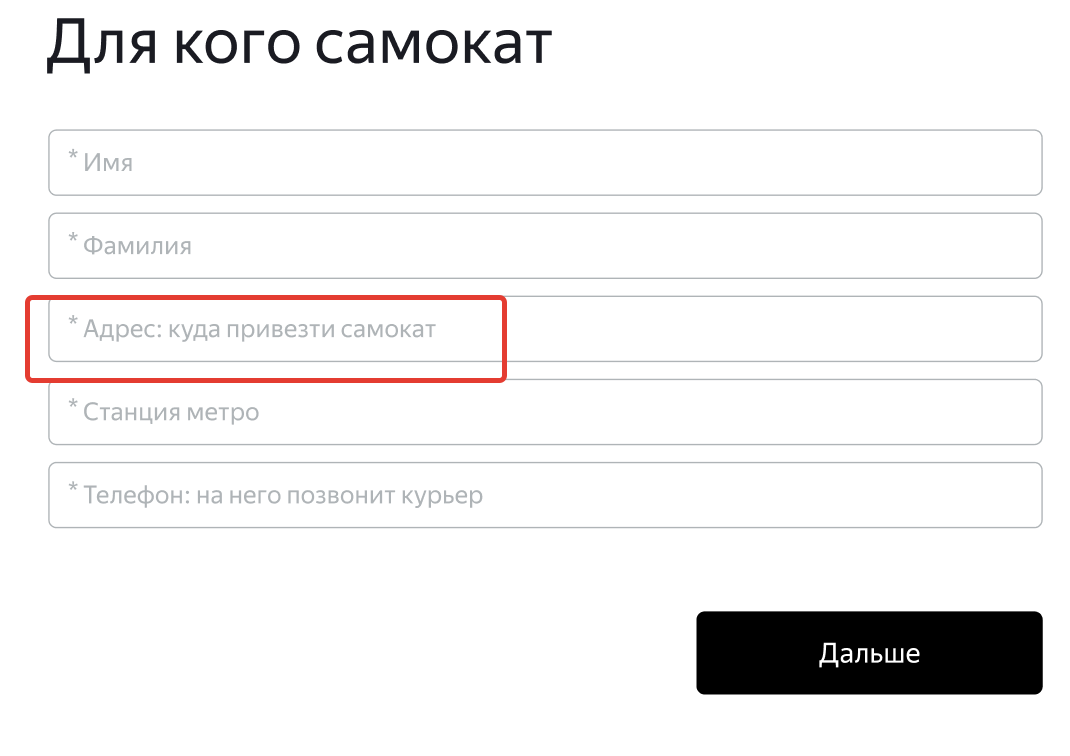 Для кого самокат
* Имя
* Фамилия
* Адрес: куда привезти самокат
* Станция метро
* Телефон: на него позвонит курьер
Дальше